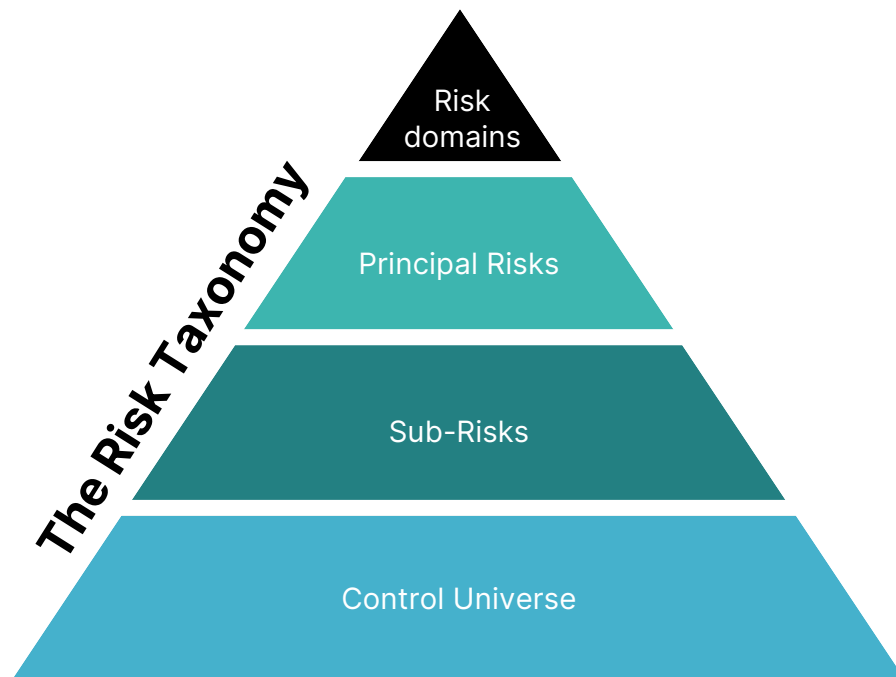 The Risk Taxonomy
Risk
domains
Principal Risks
Sub-Risks
Control Universe